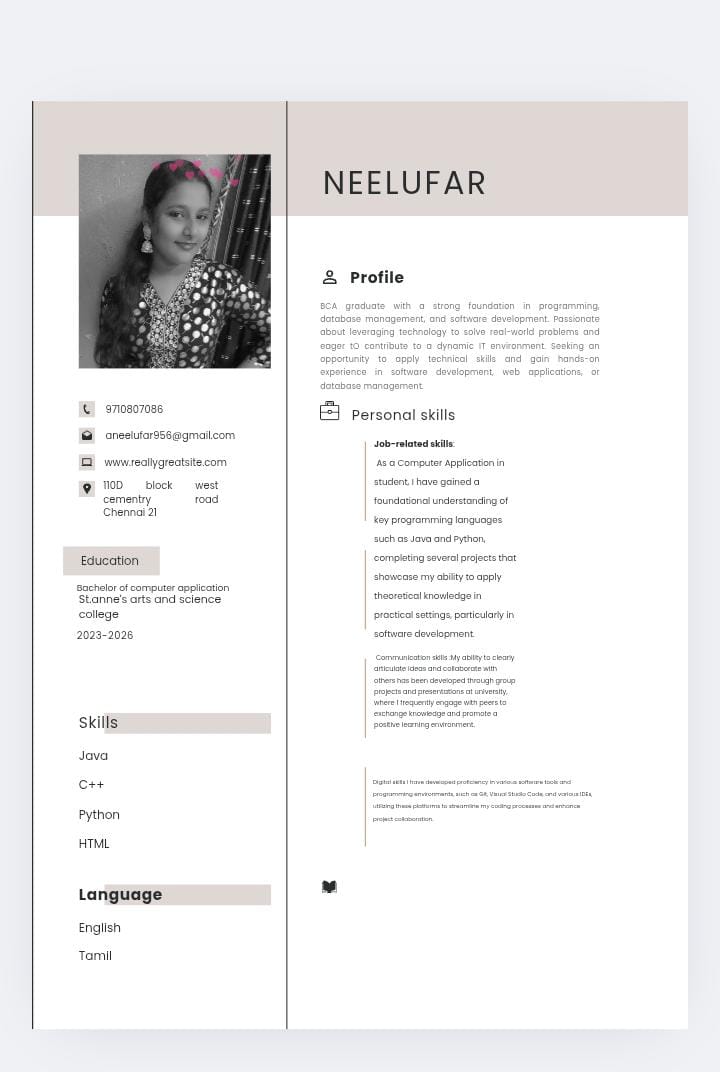 NEELUFAR
9710807086
aneelufar956@gmail.com
www.reallygreatsite.com
110D block west
cementry road
Chennai 21
Education
Bachelor of computer application
St.anne's arts and science
college
2023-2026
Skills
Java
C++
Python
HTML
Language
English
Tamil
Profile
BCA graduate with a strong foundation in programming,
database management, and software development. Passionate
about leveraging technology to solve real-world problems and
eager tO contribute to a dynamic IT environment. Seeking an
opportunity to apply technical skills and gain hands-on
experience in software development, web applications, or
database management.
Personal skills
Job-related skills:
As a Computer Application in
student, I have gained a
foundational understanding of
key programming languages
such as Java and Python,
completing several projects that
showcase my ability to apply
theoretical knowledge in
practical settings, particularly in
software development.
Communication skills :My ability to clearly
articulate ideas and collaborate with
others has been developed through group
projects and presentations at university,
where I frequently engage with peers to
exchange knowledge and promote a
positive learning environment.
Digital skills I have developed proficiency in various software tools and
programming environments, such as Git, Visual Studio Code, and various IDEs,
utilizing these platforms to streamline my coding processes and enhance
project collaboration.